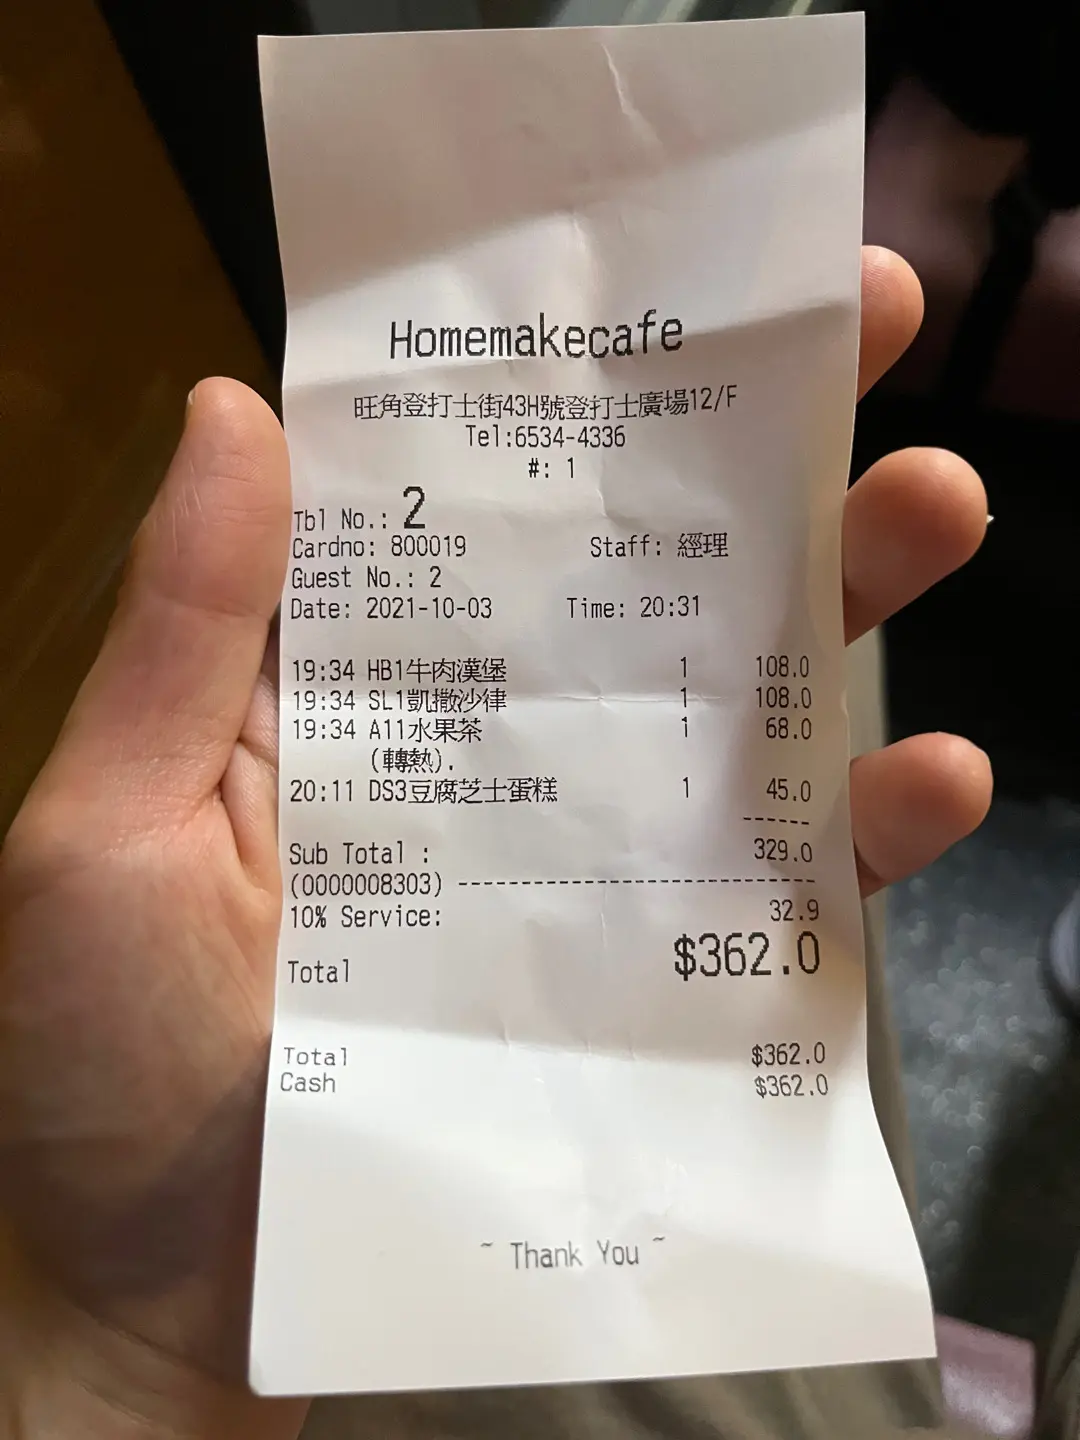 Homemakecafe
旺角登打士街43H號登打士廣場12/F
Tel:6534-4336
#: 1
Tbl No.: 2
Cardno: 800019 Staff: 經理
Guest No.: 2
Date: 2021-10-03 Time: 20:31
19:34 HB1牛肉漢堡 1 108.0
19:34 SL1凱撒沙律 1 108.0
19:34 A11水果茶 1 68.0
(轉熱).
20:11 DS3豆腐芝士蛋糕 1 45.0
------
Sub Total : 329.0
(0000008303) ----------------------------
10% Service: 32.9
Total $362.0
Total $362.0
Cash $362.0
~ Thank You ~